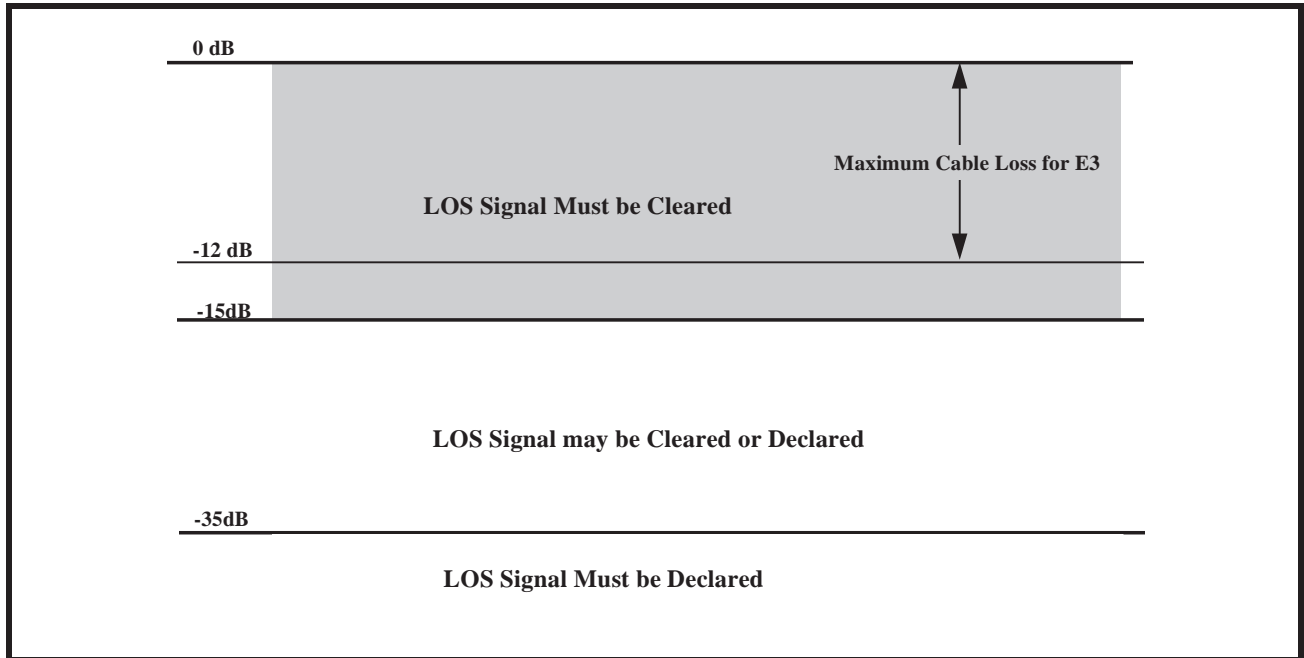 0 dB
Maximum Cable Loss for E3
LOS Signal Must be Cleared
-12 dB
-15dB
LOS Signal may be Cleared or Declared
-35dB
LOS Signal Must be Declared